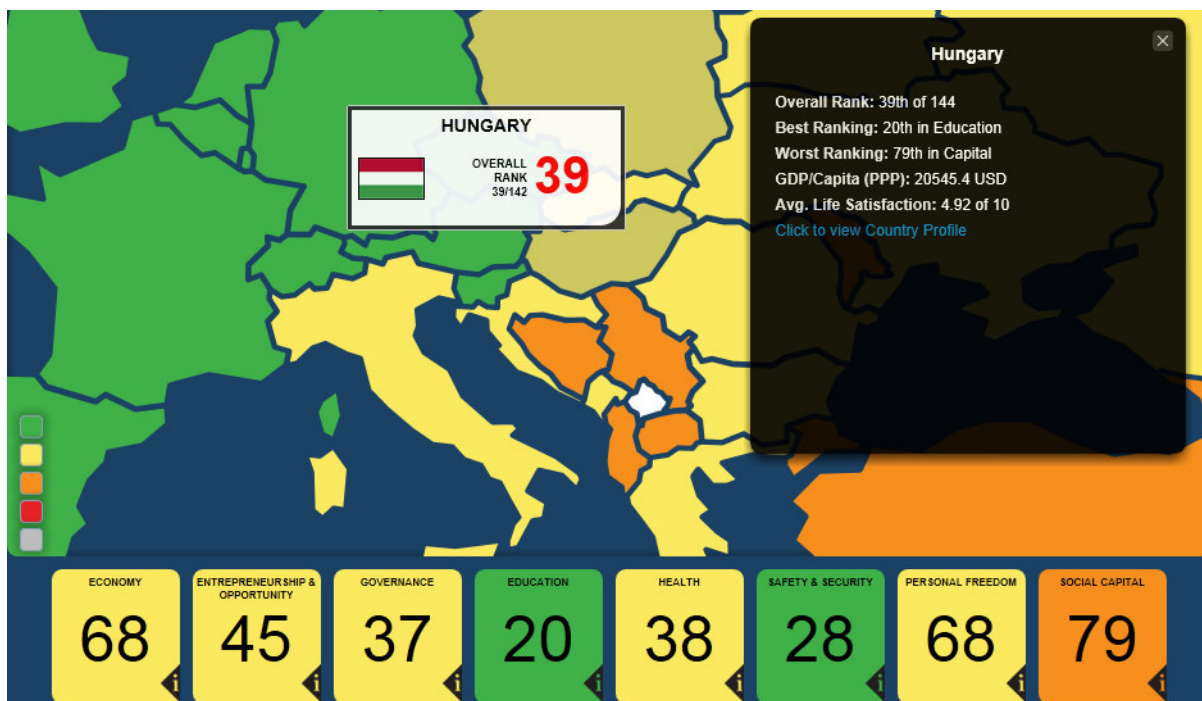 HUNGARY
OVERALL
RANK
39/142
39
Hungary
Overall Rank: 39th of 144
Best Ranking: 20th in Education
Worst Ranking: 79th in Capital
GDP/Capita (PPP): 20545.4 USD
Avg. Life Satisfaction: 4.92 of 10
Click to view Country Profile
ECONOMY
68
i
ENTREPRENEURSHIP &
OPPORTUNITY
45
i
GOVERNANCE
37
i
EDUCATION
20
i
HEALTH
38
i
SAFETY & SECURITY
28
i
PERSONAL FREEDOM
68
i
SOCIAL CAPITAL
79
i